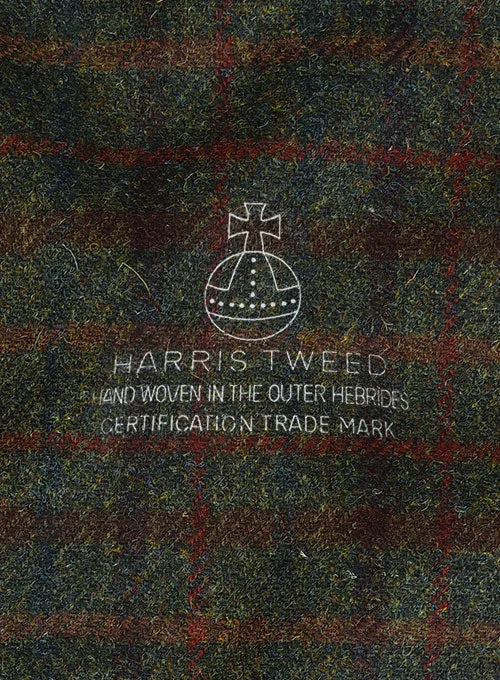 HARRIS TWEED
HAND WOVEN IN THE OUTER HEBRIDES
CERTIFICATION TRADE MARK